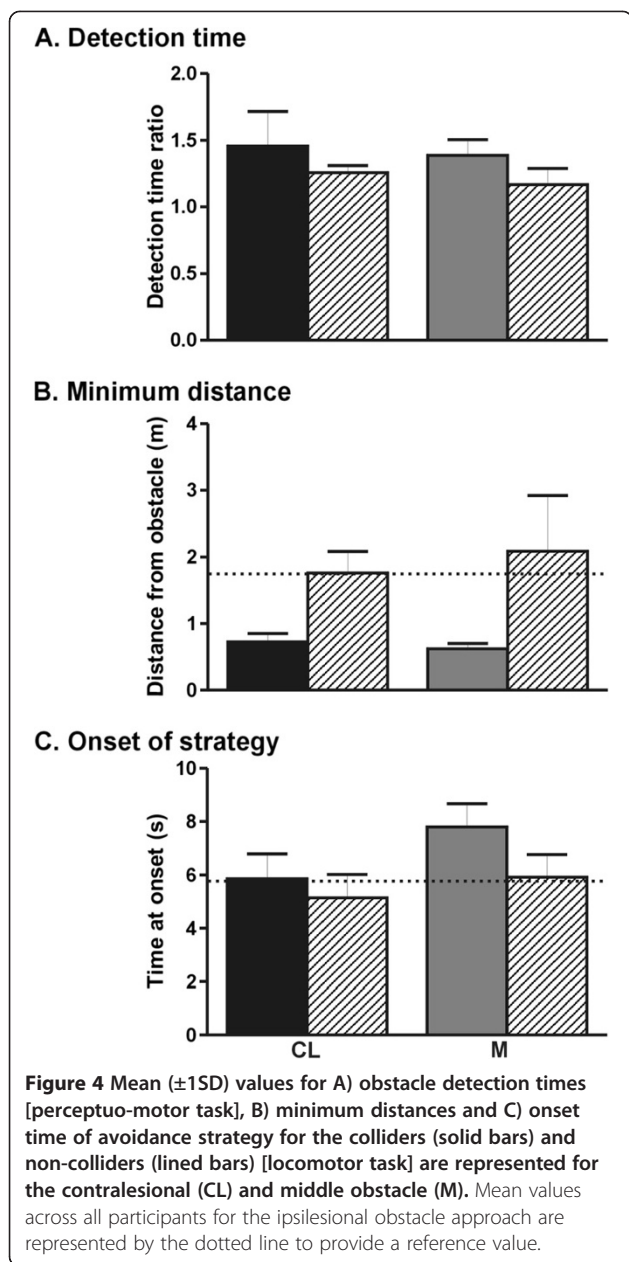 A. Detection time
2.0
1.5
1.0
0.5
0.0
Detection time ratio
B. Minimum distance
4
3
2
1
0
Distance from obstacle (m)
C. Onset of strategy
10
8
6
4
2
0
Time at onset (s)
CL M
Figure 4 Mean (±1SD) values for A) obstacle detection times
[perceptuo-motor task], B) minimum distances and C) onset
time of avoidance strategy for the colliders (solid bars) and
non-colliders (lined bars) [locomotor task] are represented for
the contralesional (CL) and middle obstacle (M). Mean values
across all participants for the ipsilesional obstacle approach are
represented by the dotted line to provide a reference value.